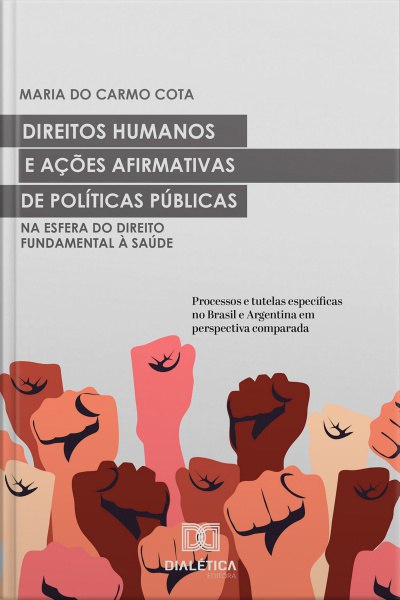 MARIA DO CARMO COTA
DIREITOS HUMANOS
E AÇÕES AFIRMATIVAS
DE POLÍTICAS PÚBLICAS
NA ESFERA DO DIREITO
FUNDAMENTAL À SAÚDE
Processos e tutelas específicas
no Brasil e Argentina em
perspectiva comparada
DIALÉTICA
EDITORA